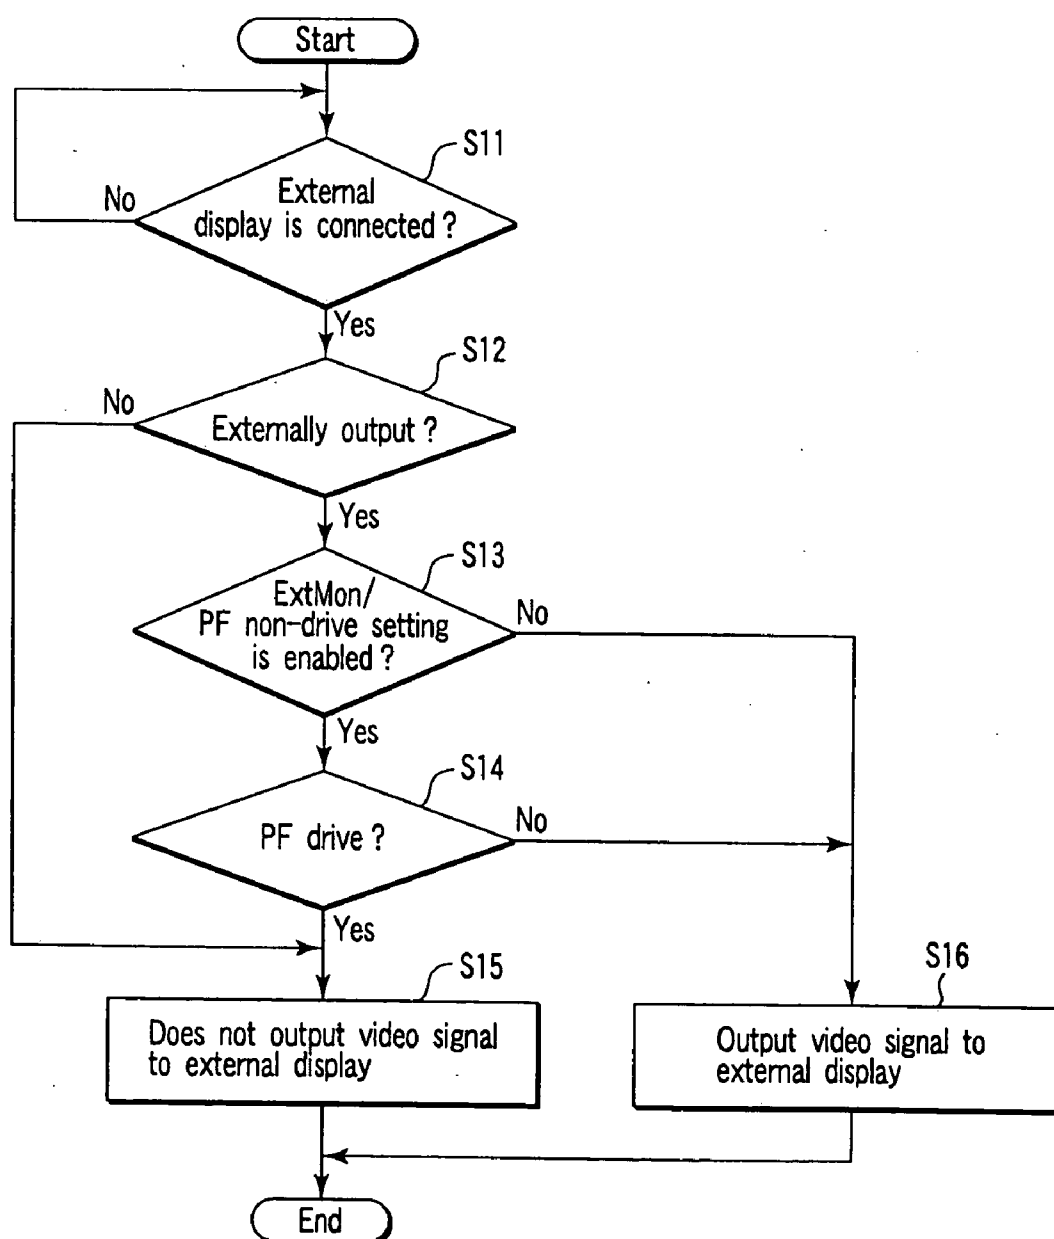 Start
S11
No
External
display is connected ?
Yes
S12
No
Externally output ?
Yes
S13
ExtMon/
PF non-drive setting
is enabled ?
No
Yes
S14
PF drive ?
No
Yes
S15
S16
Does not output video signal
to external display
Output video signal to
external display
End